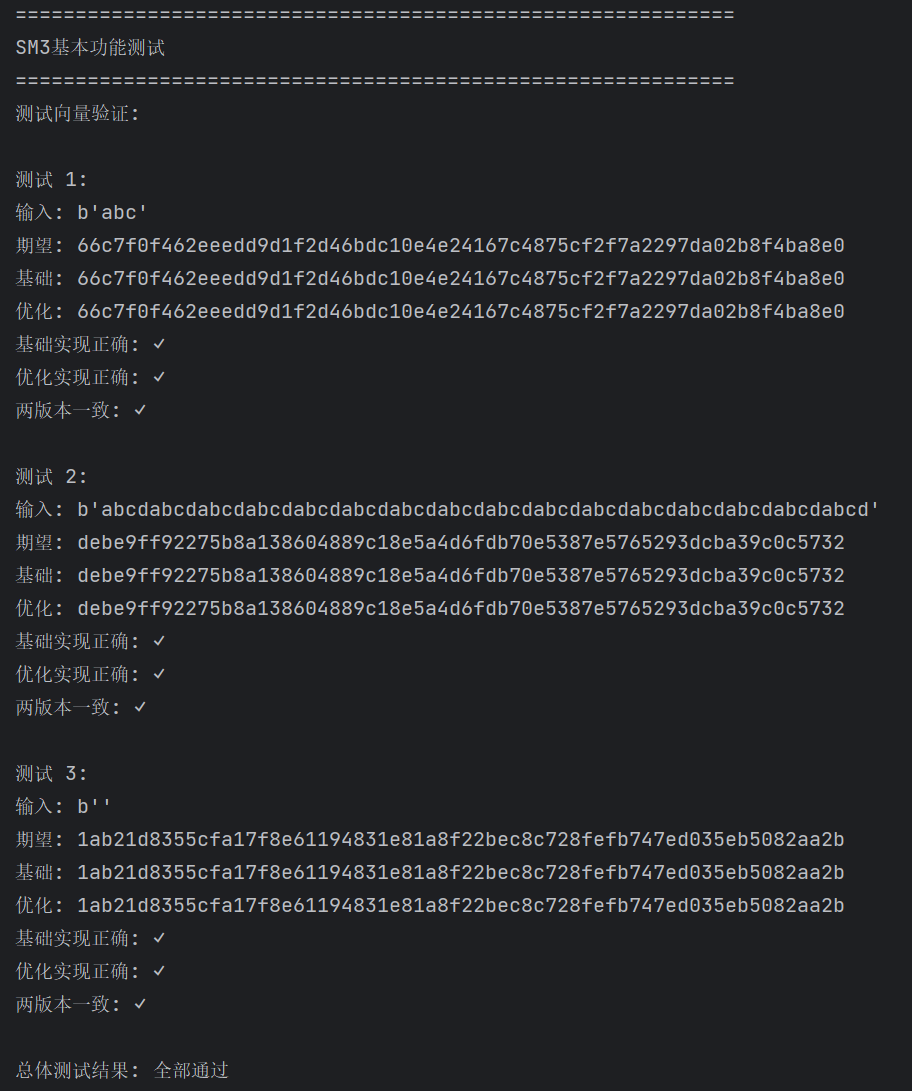 ============================================================
SM3基本功能测试
============================================================
测试向量验证:
测试 1:
输入: b'abc'
期望: 66c7f0f462eeedd9d1f2d46bdc10e4e24167c4875cf2f7a2297da02b8f4ba8e0
基础: 66c7f0f462eeedd9d1f2d46bdc10e4e24167c4875cf2f7a2297da02b8f4ba8e0
优化: 66c7f0f462eeedd9d1f2d46bdc10e4e24167c4875cf2f7a2297da02b8f4ba8e0
基础实现正确: ✓
优化实现正确: ✓
两版本一致: ✓
测试 2:
输入: b'abcdabcdabcdabcdabcdabcdabcdabcdabcdabcdabcdabcdabcdabcdabcdabcd'
期望: debe9ff92275b8a138604889c18e5a4d6fdb70e5387e5765293dcba39c0c5732
基础: debe9ff92275b8a138604889c18e5a4d6fdb70e5387e5765293dcba39c0c5732
优化: debe9ff92275b8a138604889c18e5a4d6fdb70e5387e5765293dcba39c0c5732
基础实现正确: ✓
优化实现正确: ✓
两版本一致: ✓
测试 3:
输入: b''
期望: 1ab21d8355cfa17f8e61194831e81a8f22bec8c728fefb747ed035eb5082aa2b
基础: 1ab21d8355cfa17f8e61194831e81a8f22bec8c728fefb747ed035eb5082aa2b
优化: 1ab21d8355cfa17f8e61194831e81a8f22bec8c728fefb747ed035eb5082aa2b
基础实现正确: ✓
优化实现正确: ✓
两版本一致: ✓
总体测试结果: 全部通过